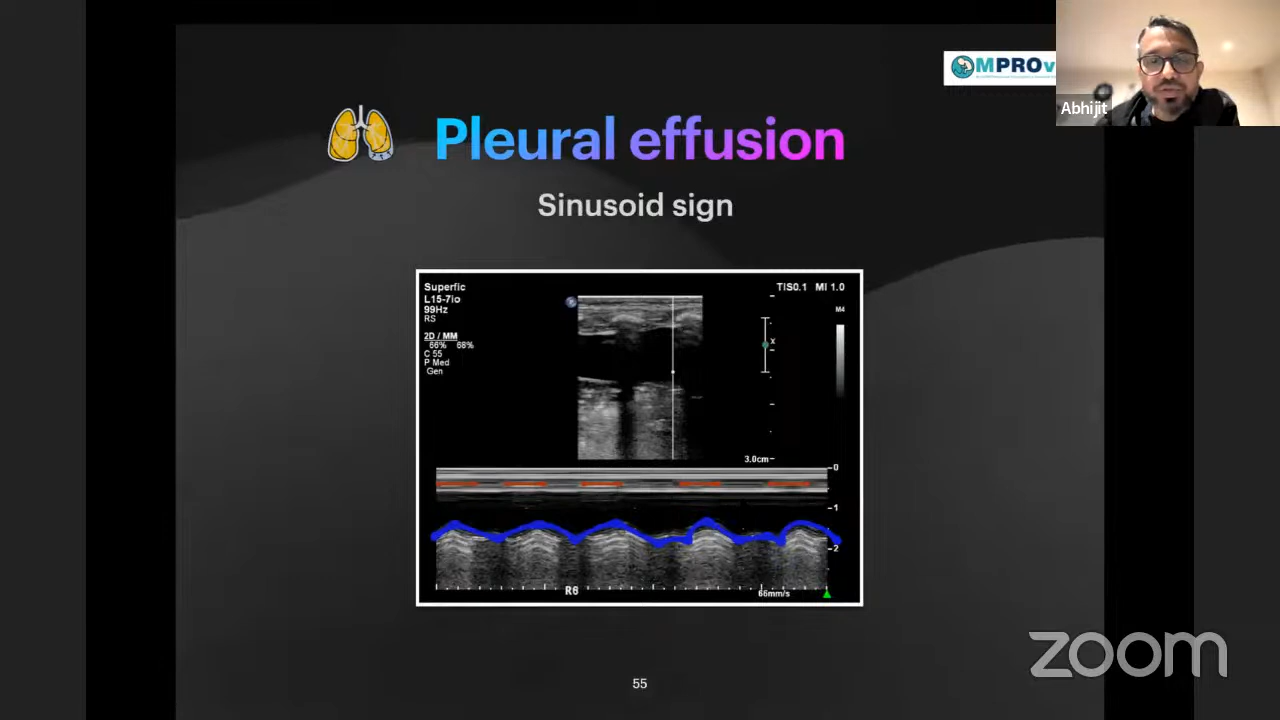 MPROv
Abhijit
Pleural effusion
Sinusoid sign
Superfic
L15-7io
99Hz
RS
2D / MM
66% 68%
C 55
P Med
Gen
TIS0.1 MI 1.0
M4
x
3.0cm
0
1
2
R6
66mm/s
zoom
55